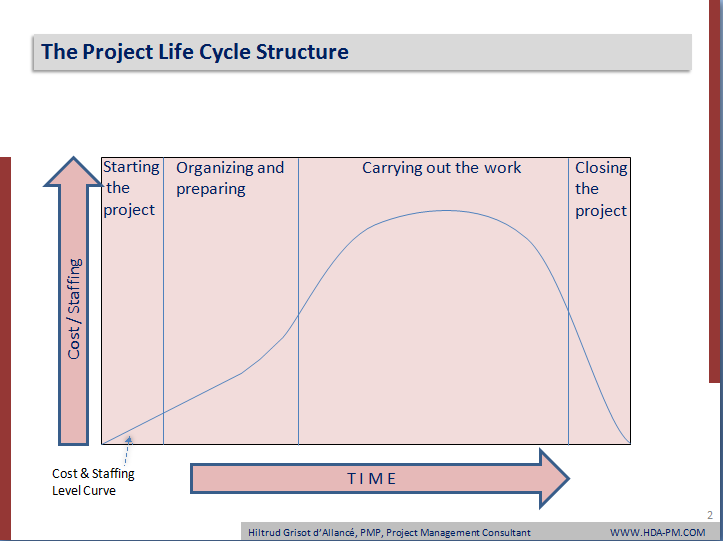 The Project Life Cycle Structure
Starting
the
project
Organizing and
preparing
Carrying out the work
Closing
the
project
Cost / Staffing
Cost & Staffing
Level Curve
TIME
2
Hiltrud Grisot d'Allancé, PMP, Project Management Consultant
WWW.HDA-PM.COM